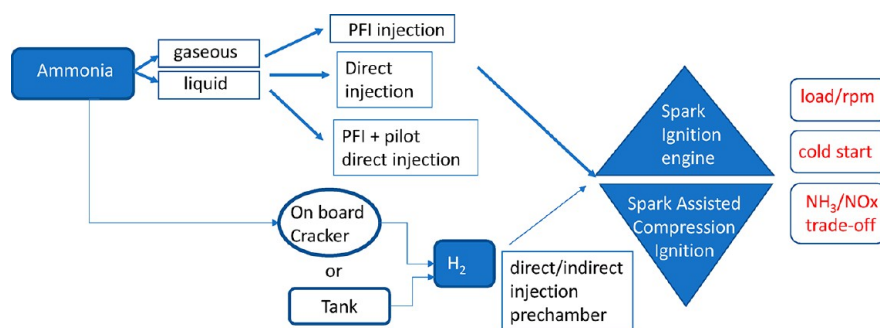 Ammonia
gaseous
liquid
PFI injection
Direct
injection
PFI + pilot
direct injection
On board
Cracker
or
Tank
H₂
direct/indirect
injection
prechamber
Spark
Ignition
engine
Spark Assisted
Compression
Ignition
load/rpm
cold start
NH₃/NOx
trade-off